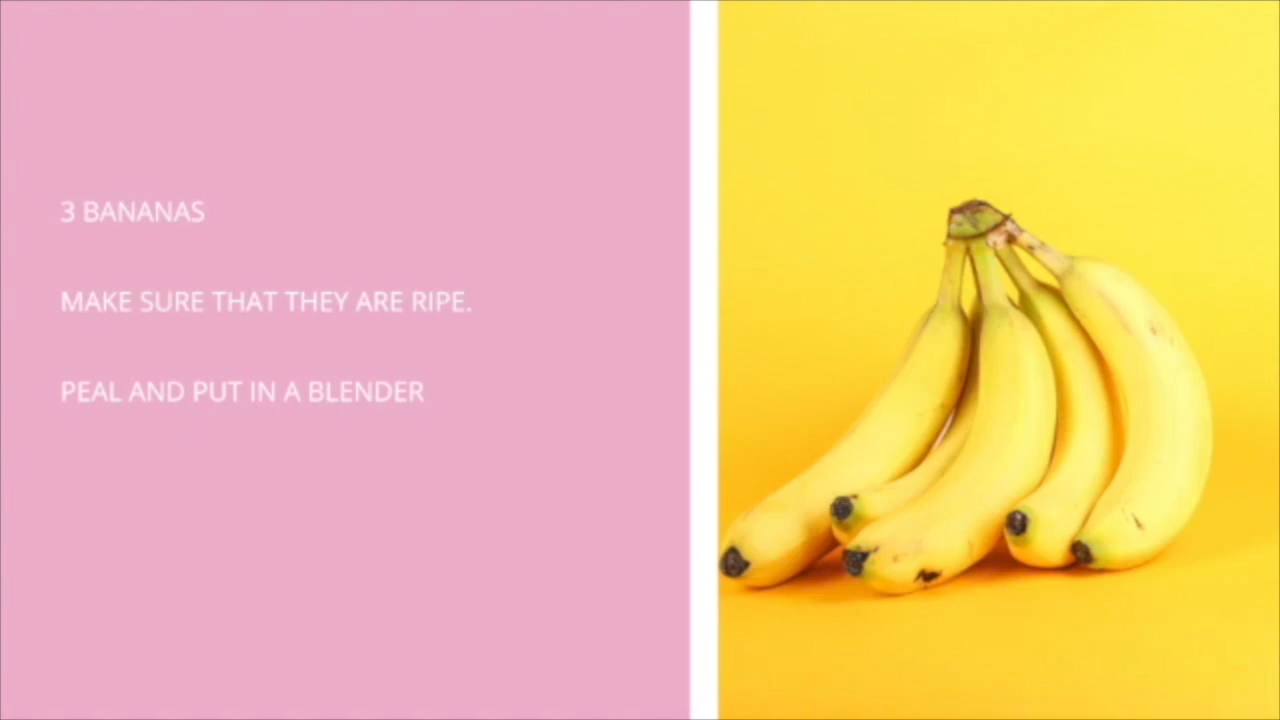 3 BANANAS
MAKE SURE THAT THEY ARE RIPE.
PEAL AND PUT IN A BLENDER